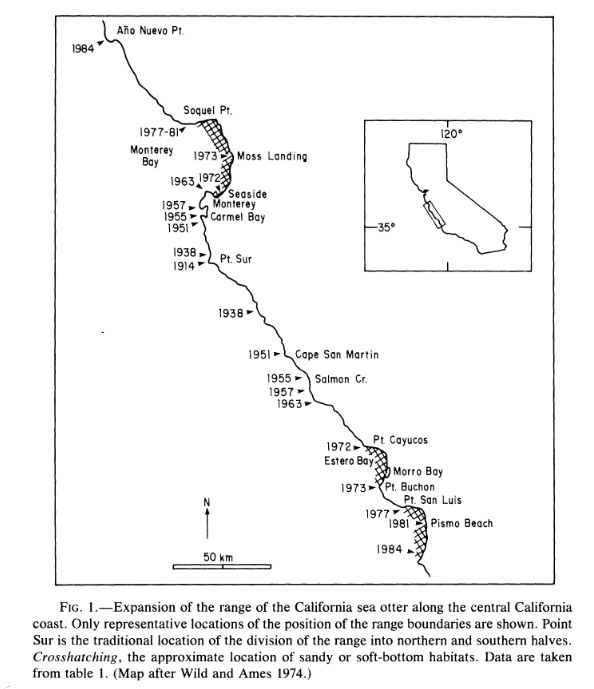 Año Nuevo Pt.
1984
Soquel Pt.
1977-81
Monterey
Bay
1973
Moss Landing
1972
1963
Seaside
1957
Monterey
1955
Carmel Bay
1951
1938
1914
Pt. Sur
1938
1951
Cape San Martin
1955
Salmon Cr.
1957
1963
1972
Pt. Cayucos
Estero Bay
Morro Bay
1973
Pt. Buchon
Pt. San Luis
1977
1981
Pismo Beach
1984
N
50 km
120°
35°
FIG. 1.—Expansion of the range of the California sea otter along the central California
coast. Only representative locations of the position of the range boundaries are shown. Point
Sur is the traditional location of the division of the range into northern and southern halves.
Crosshatching, the approximate location of sandy or soft-bottom habitats. Data are taken
from table 1. (Map after Wild and Ames 1974.)